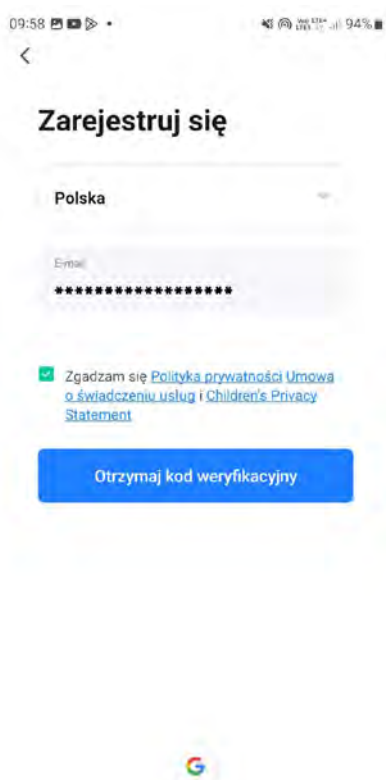 09:58
94%
Zarejestruj się
Polska
E-mail
******************
Zgadzam się Polityka prywatności Umowa
o świadczeniu usług i Children's Privacy
Statement
Otrzymaj kod weryfikacyjny
G